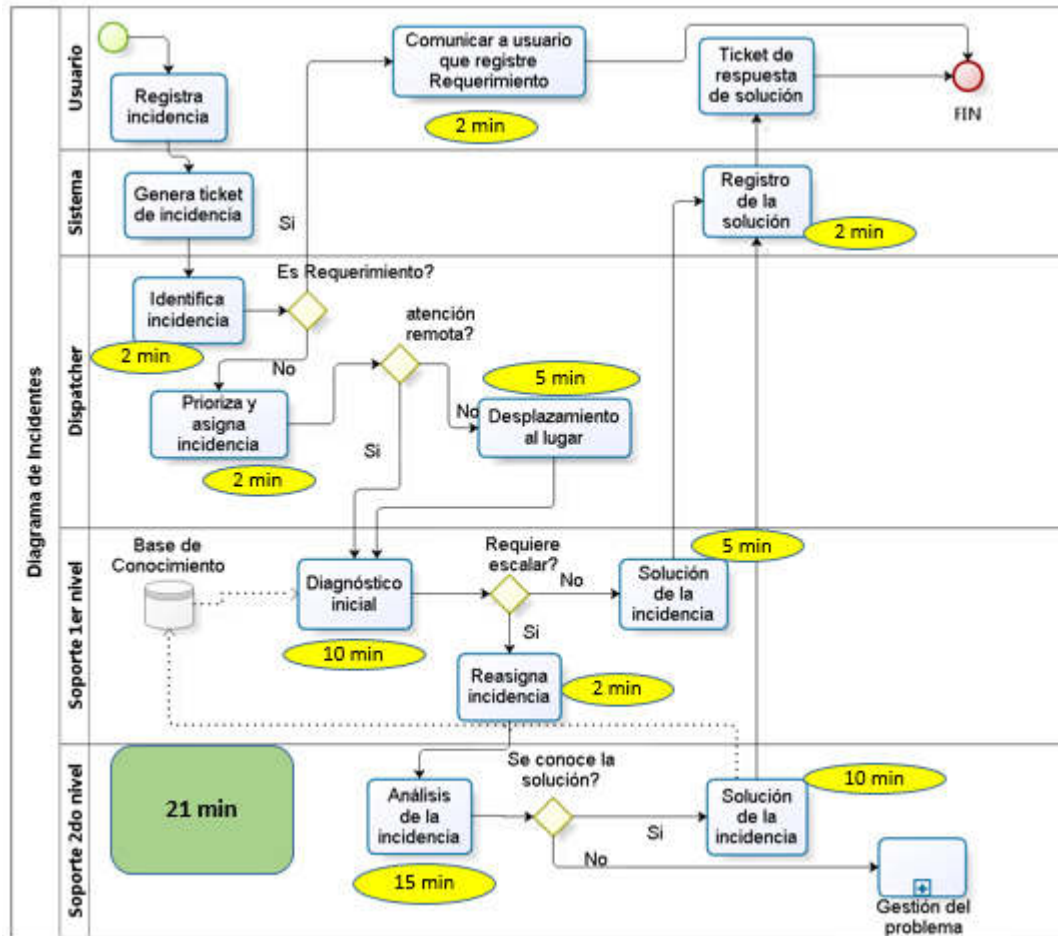 Diagrama de Incidentes
Usuario
Registra
incidencia
Comunicar a usuario
que registre
Requerimiento
2 min
Ticket de
respuesta
de solución
FIN
Sistema
Genera ticket
de incidencia
Si
Registro
de la
solución
2 min
Dispatcher
Es Requerimiento?
Identifica
incidencia
2 min
No
atención
remota?
Prioriza y
asigna
incidencia
2 min
Si
No
5 min
Desplazamiento
al lugar
Soporte 1er nivel
Base de
Conocimiento
Diagnóstico
inicial
10 min
Requiere
escalar?
No
Si
5 min
Solución
de la
incidencia
Reasigna
incidencia
2 min
Soporte 2do nivel
21 min
Análisis
de la
incidencia
15 min
Se conoce la
solución?
Si
No
10 min
Solución
de la
incidencia
Gestión del
problema